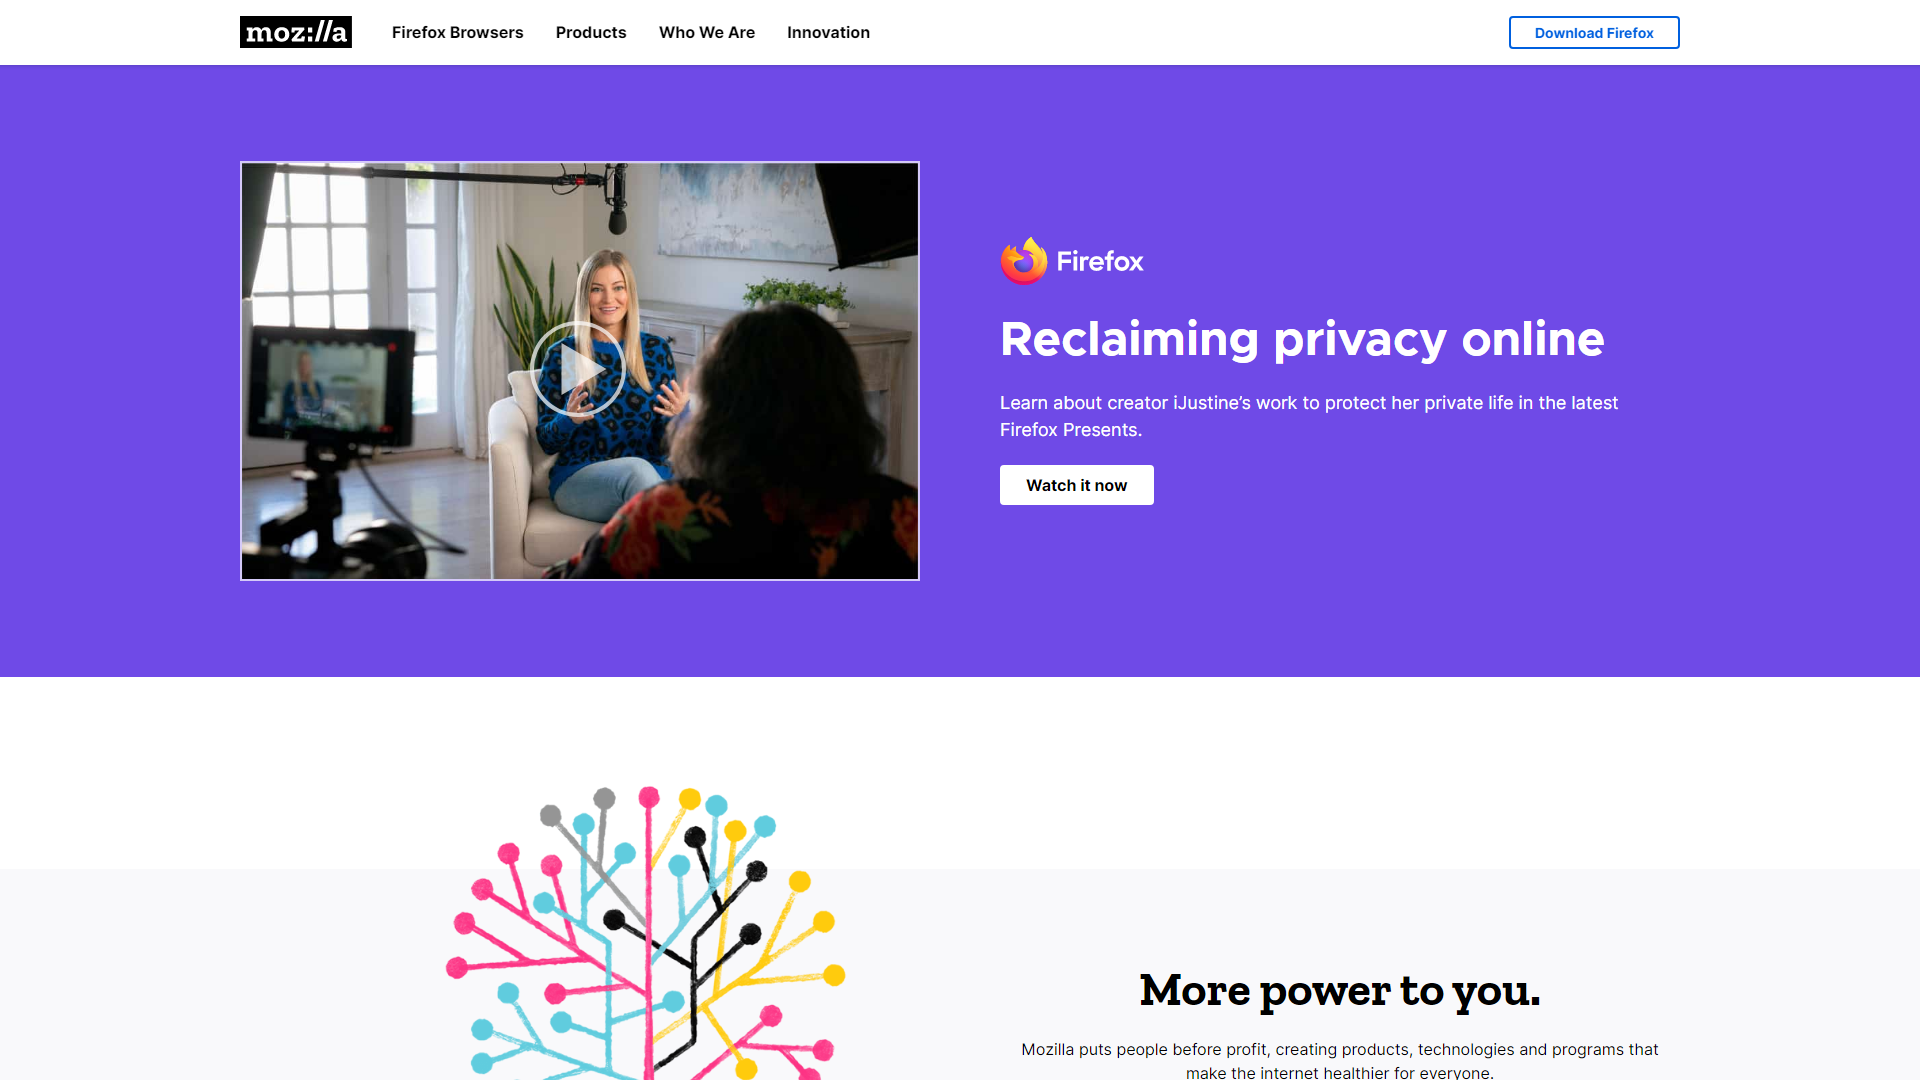 moz://a
Firefox Browsers
Products
Who We Are
Innovation
Download Firefox
Firefox
Reclaiming privacy online
Learn about creator iJustine’s work to protect her private life in the latest
Firefox Presents.
Watch it now
More power to you.
Mozilla puts people before profit, creating products, technologies and programs that
make the internet healthier for everyone.